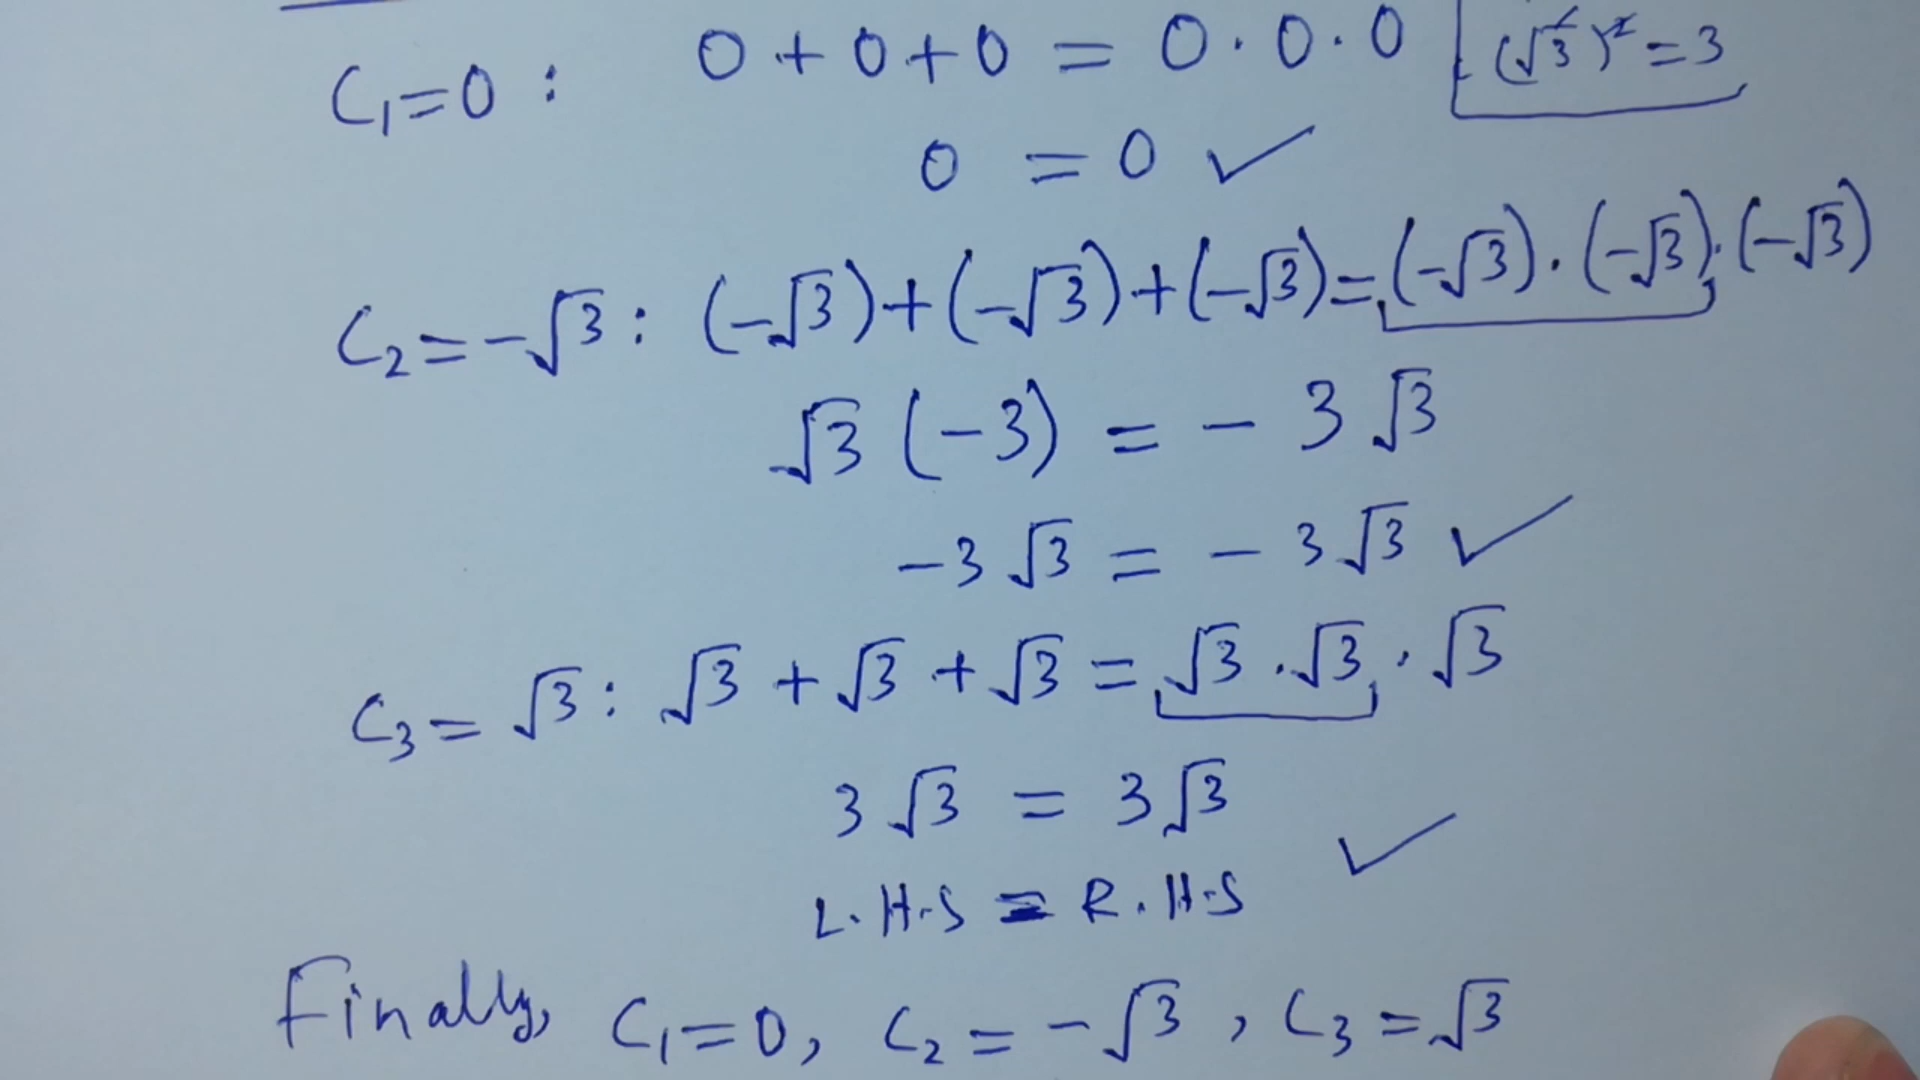 C₁=0 : 0+0+0 = 0·0·0 (√3)²=3
0 = 0 ✓
C₂=-√3: (-√3)+(-√3)+(-√3)=(-√3)·(-√3)·(-√3)
√3 (-3) = - 3√3
-3√3 = - 3√3 ✓
C₃= √3: √3 + √3 + √3 = √3 · √3 · √3
3√3 = 3√3 ✓
L.H.S = R.H.S
Finally, C₁=0, C₂=-√3, C₃=√3